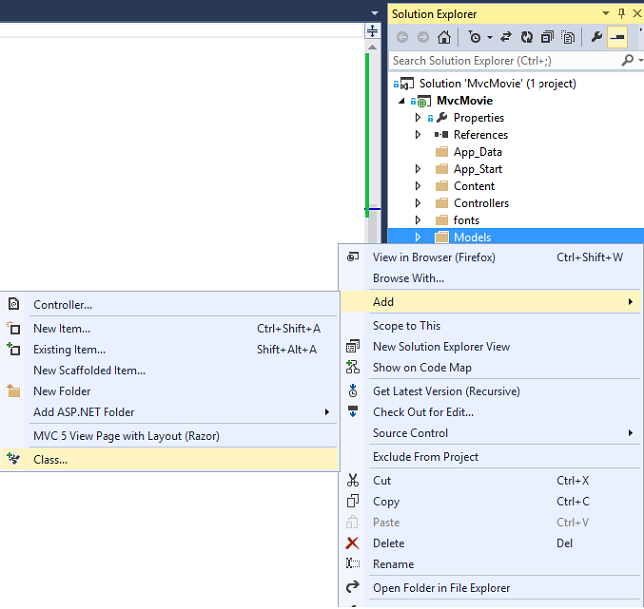 Solution Explorer
Search Solution Explorer (Ctrl+;)
Solution 'MvcMovie' (1 project)
MvcMovie
Properties
References
App_Data
App_Start
Content
Controllers
fonts
Models
View in Browser (Firefox) Ctrl+Shift+W
Browse With...
Add
Scope to This
New Solution Explorer View
Show on Code Map
Get Latest Version (Recursive)
Check Out for Edit...
Source Control
Exclude From Project
Cut Ctrl+X
Copy Ctrl+C
Paste Ctrl+V
Delete Del
Rename
Open Folder in File Explorer
Controller...
New Item... Ctrl+Shift+A
Existing Item... Shift+Alt+A
New Scaffolded Item...
New Folder
Add ASP.NET Folder
MVC 5 View Page with Layout (Razor)
Class...